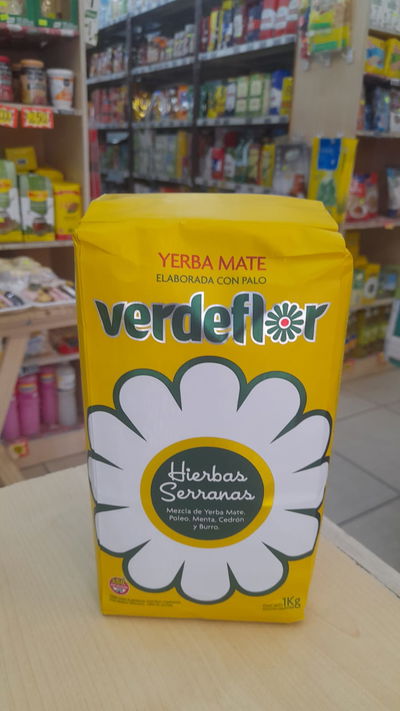 YERBA MATE
ELABORADA CON PALO
verdeflor
Hierbas
Serranas
Mezcla de Yerba Mate,
Poleo, Menta, Cedrón
y Burro.
1Kg